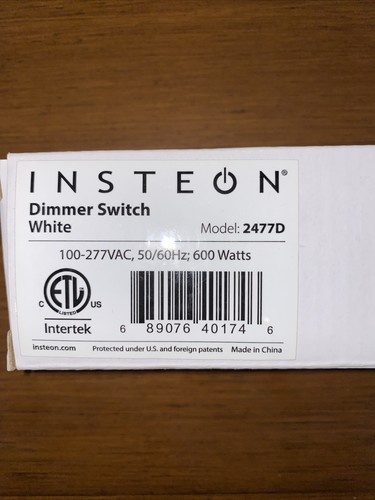 INSTEON®
Dimmer Switch
White Model: 2477D
100-277VAC, 50/60Hz; 600 Watts
C ETL US
LISTED
Intertek 6 89076 40174 6
insteon.com Protected under U.S. and foreign patents Made in China